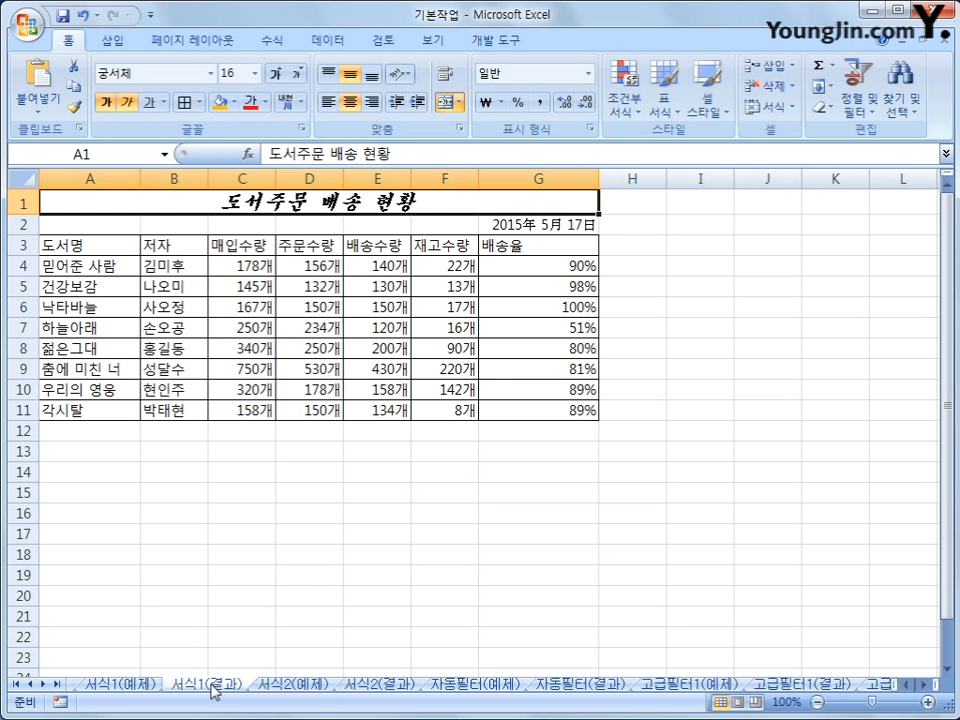 기본작업 - Microsoft Excel
YoungJin.com Y.
홈 삽입 페이지 레이아웃 수식 데이터 검토 보기 개발 도구
붙여넣기
궁서체 16
가 가 가
가
일반
조건부 서식
표 서식
셀 스타일
삽입
삭제
서식
정렬 및 필터
찾기 및 선택
클립보드 글꼴 맞춤 표시 형식 스타일 셀 편집
A1 fx 도서주문 배송 현황
A B C D E F G H I J K L
1 도서주문 배송 현황
2 2015年 5月 17日
3 도서명 저자 매입수량 주문수량 배송수량 재고수량 배송율
4 믿어준 사람 김미후 178개 156개 140개 22개 90%
5 건강보감 나오미 145개 132개 130개 13개 98%
6 낙타바늘 사오정 167개 150개 150개 17개 100%
7 하늘아래 손오공 250개 234개 120개 16개 51%
8 젊은그대 홍길동 340개 250개 200개 90개 80%
9 춤에 미친 너 성달수 750개 530개 430개 220개 81%
10 우리의 영웅 현인주 320개 178개 158개 142개 89%
11 각시탈 박태현 158개 150개 134개 8개 89%
12
13
14
15
16
17
18
19
20
21
22
23
서식1(예제) 서식1(결과) 서식2(예제) 서식2(결과) 자동필터(예제) 자동필터(결과) 고급필터1(예제) 고급필터1(결과) 고급
준비 100%